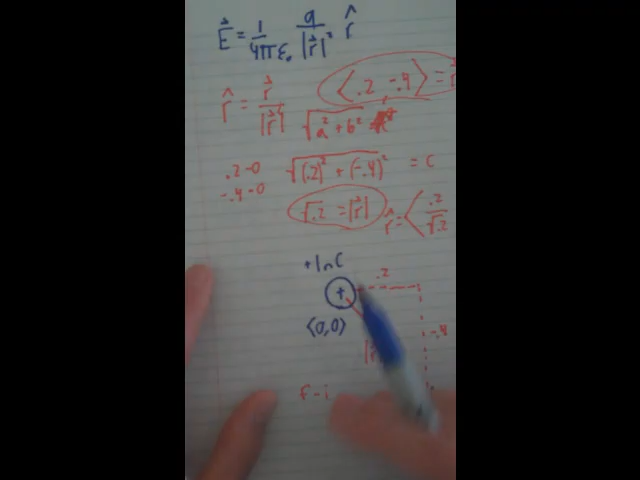 E⃗ = 1/4πε₀ q/|r⃗|² r̂
⟨.2, -.4⟩ = r⃗
r̂ = r⃗/|r⃗| √a² + b²
.2-0 √(.2)² + (-.4)² = C
-.4-0
√.2 = |r⃗| r̂ = ⟨.2/√.2
+1nC
.2
+
⟨0,0⟩
-.4
f-i